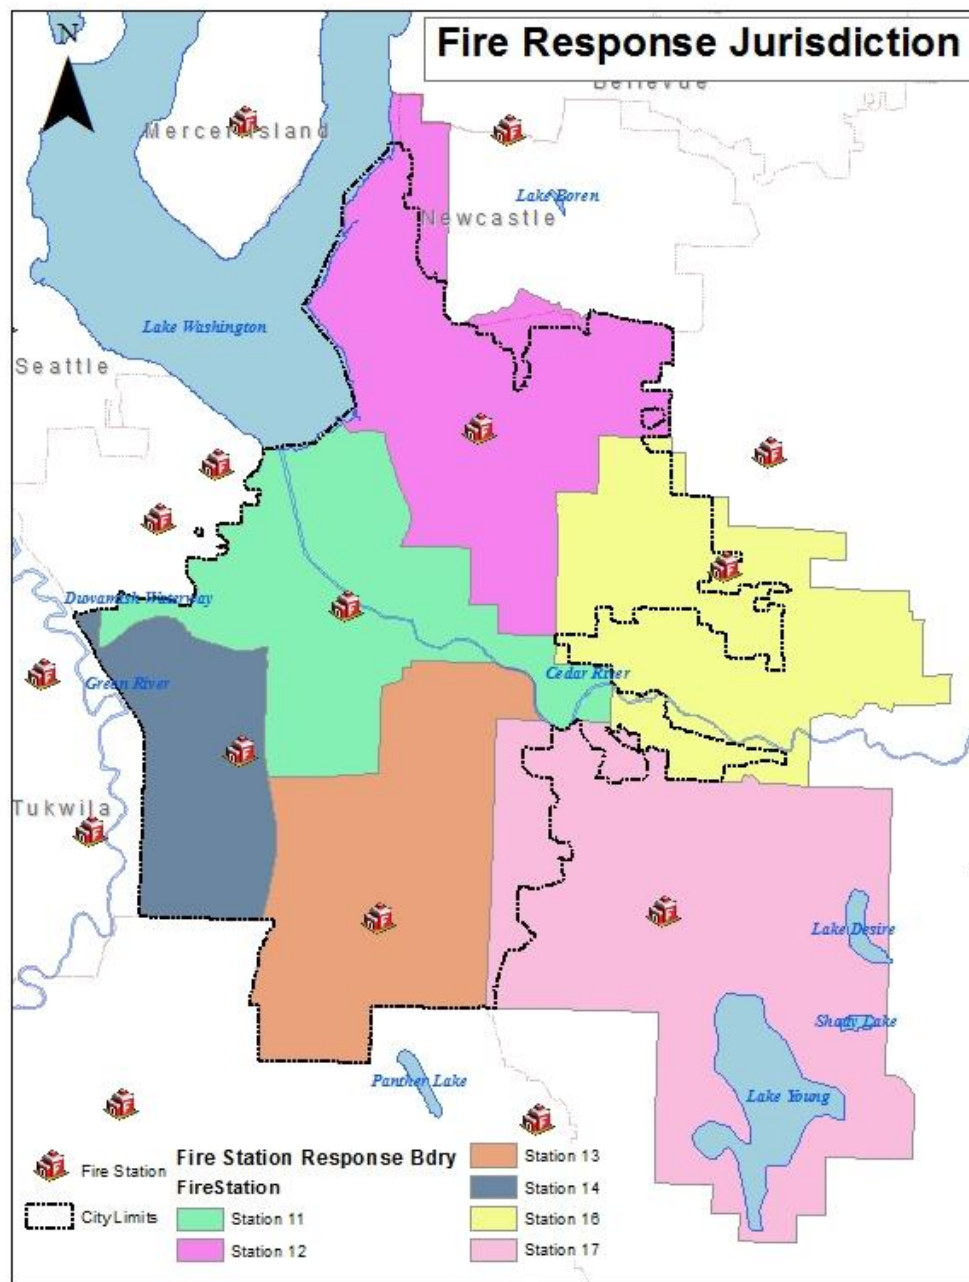 Fire Response Jurisdiction
N
Bellevue
Mercer Island
Lake Boren
Newcastle
Lake Washington
Seattle
Duwamish Waterway
Cedar River
Green River
Tukwila
Lake Desire
Shady Lake
Panther Lake
Lake Young
Fire Station
City Limits
Fire Station Response Bdry
FireStation
Station 11
Station 12
Station 13
Station 14
Station 16
Station 17